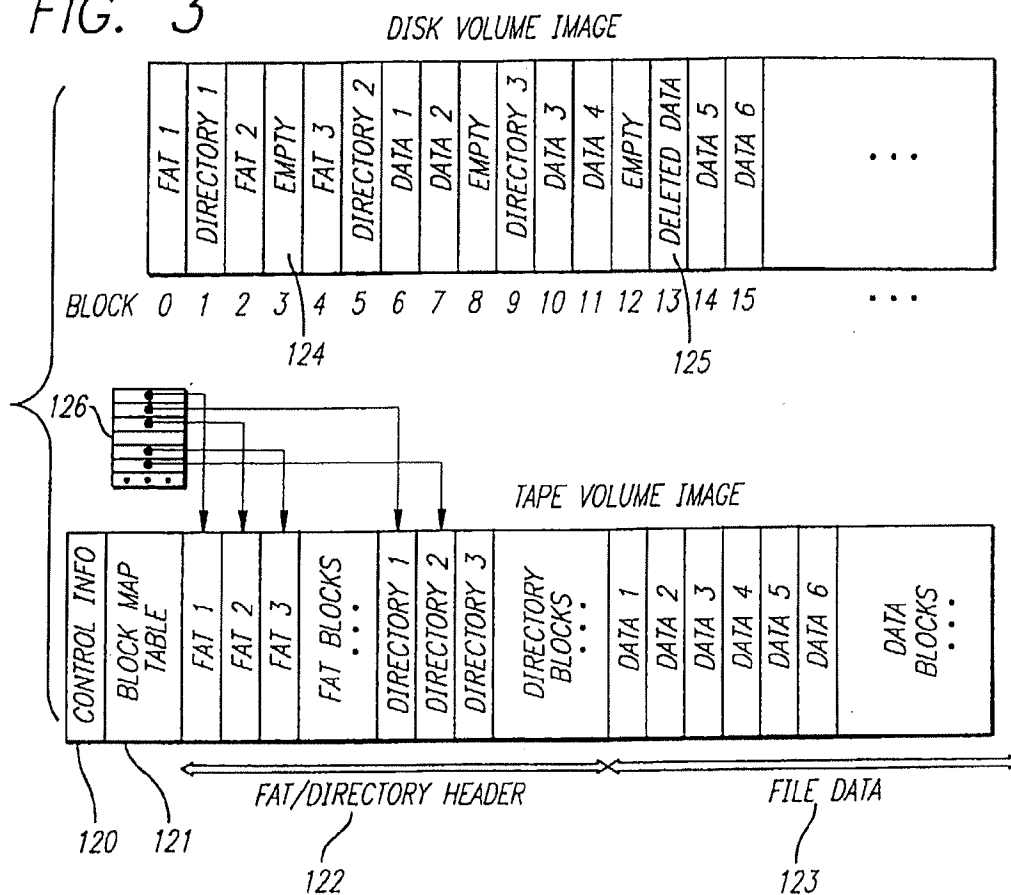 FIG. 3
DISK VOLUME IMAGE
FAT 1
DIRECTORY 1
FAT 2
EMPTY
FAT 3
DIRECTORY 2
DATA 1
DATA 2
EMPTY
DIRECTORY 3
DATA 3
DATA 4
EMPTY
DELETED DATA
DATA 5
DATA 6
...
BLOCK 0 1 2 3 4 5 6 7 8 9 10 11 12 13 14 15 ...
124
125
126
...
TAPE VOLUME IMAGE
CONTROL INFO
BLOCK MAP
TABLE
FAT 1
FAT 2
FAT 3
FAT BLOCKS
...
DIRECTORY 1
DIRECTORY 2
DIRECTORY 3
DIRECTORY
BLOCKS...
DATA 1
DATA 2
DATA 3
DATA 4
DATA 5
DATA 6
DATA
BLOCKS...
FAT/DIRECTORY HEADER
FILE DATA
120
121
122
123